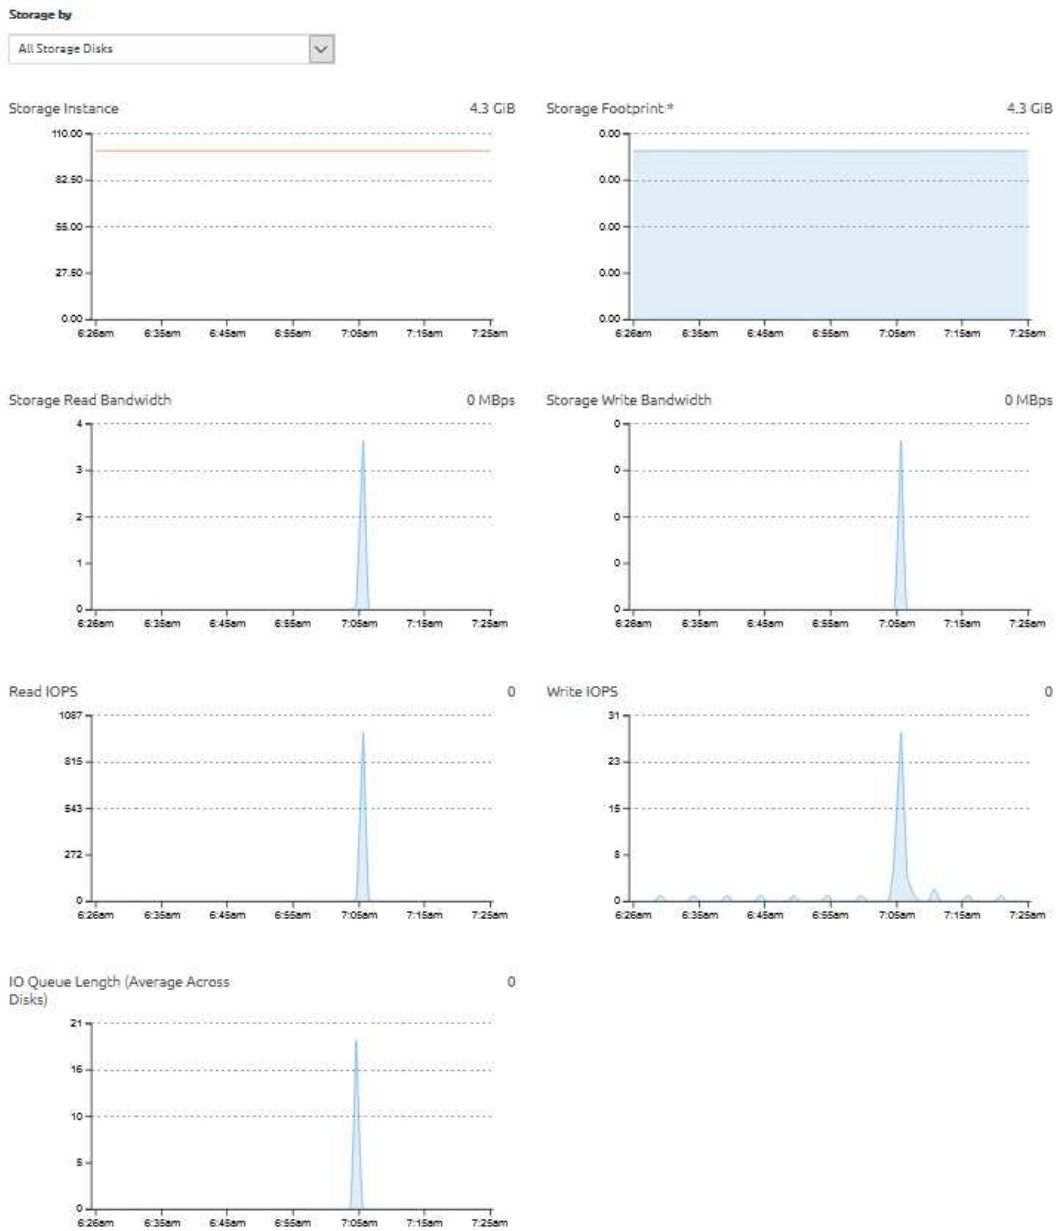 Storage by
All Storage Disks
Storage Instance 4.3 GiB
110.00
82.50
55.00
27.50
0.00
6:26am 6:35am 6:45am 6:55am 7:05am 7:15am 7:25am
Storage Footprint * 4.3 GiB
0.00
0.00
0.00
0.00
0.00
6:26am 6:35am 6:45am 6:55am 7:05am 7:15am 7:25am
Storage Read Bandwidth 0 MBps
4
3
2
1
0
6:26am 6:35am 6:45am 6:55am 7:05am 7:15am 7:25am
Storage Write Bandwidth 0 MBps
0
0
0
0
0
6:26am 6:35am 6:45am 6:55am 7:05am 7:15am 7:25am
Read IOPS 0
1087
815
543
272
0
6:26am 6:35am 6:45am 6:55am 7:05am 7:15am 7:25am
Write IOPS 0
31
23
15
8
0
6:26am 6:35am 6:45am 6:55am 7:05am 7:15am 7:25am
IO Queue Length (Average Across 0
Disks)
21
16
10
5
0
6:26am 6:35am 6:45am 6:55am 7:05am 7:15am 7:25am